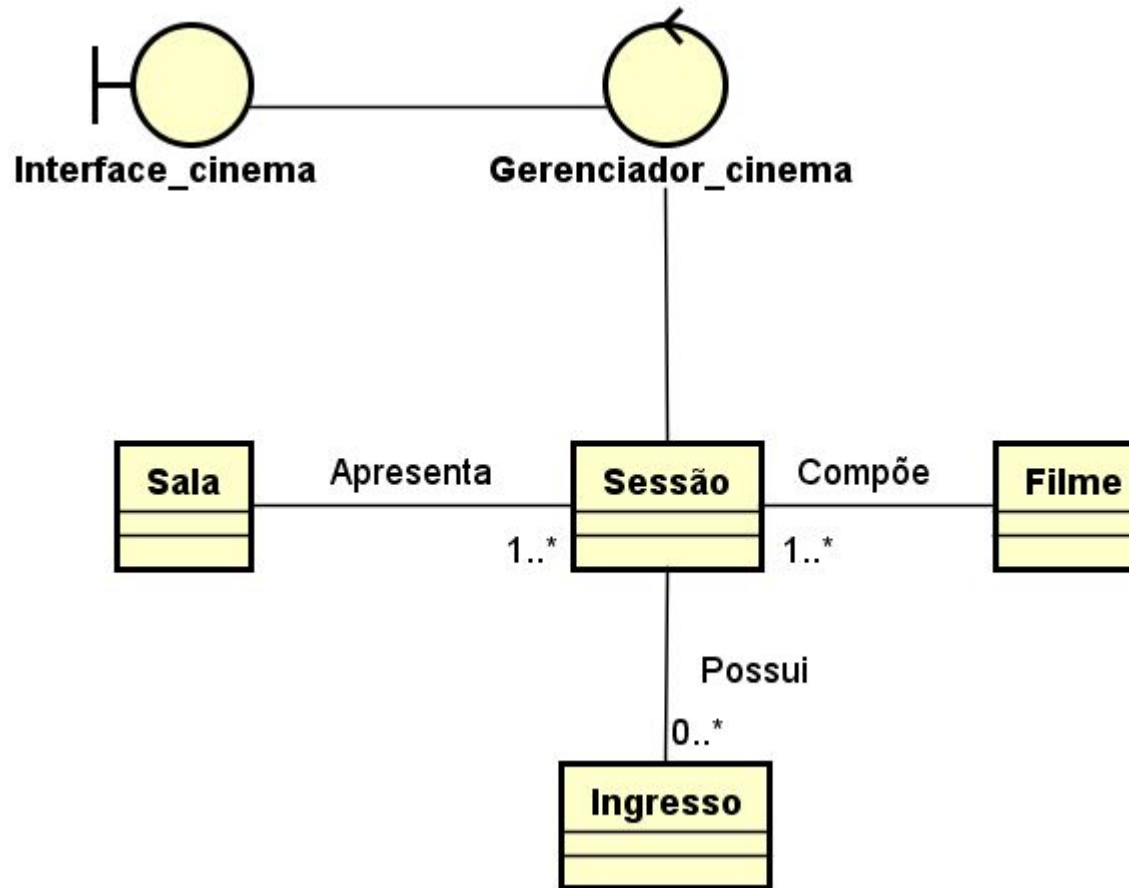 Interface_cinema
Gerenciador_cinema
Sala
Apresenta
1..*
Sessão
Compõe
1..*
Filme
Possui
0..*
Ingresso